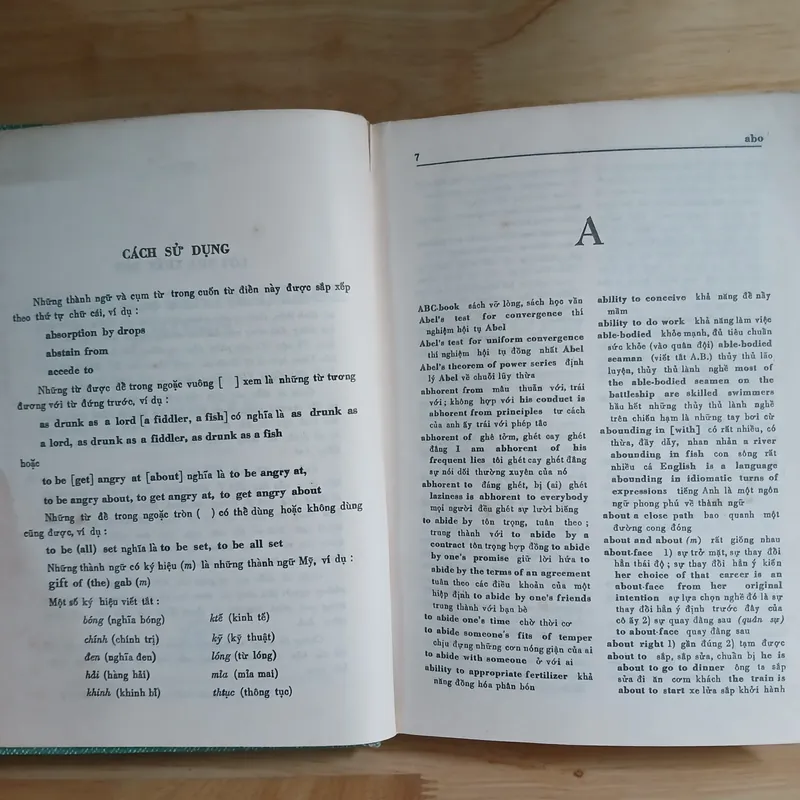 CÁCH SỬ DỤNG
Những thành ngữ và cụm từ trong cuốn từ điển này được sắp xếp
theo thứ tự chữ cái, ví dụ :
absorption by drops
abstain from
accede to
Những từ được để trong ngoặc vuông [ ] xem là những từ tương
đương với từ đứng trước, ví dụ :
as drunk as a lord [a fiddler, a fish] có nghĩa là as drunk as
a lord, as drunk as a fiddler, as drunk as a fish
hoặc
to be [get] angry at [about] nghĩa là to be angry at,
to be angry about, to get angry at, to get angry about
Những từ để trong ngoặc tròn ( ) có thể dùng hoặc không dùng
cũng được, ví dụ :
to be (all) set nghĩa là to be set, to be all set
Những thành ngữ có ký hiệu (m) là những thành ngữ Mỹ, ví dụ :
gift of (the) gab (m)
Một số ký hiệu viết tắt :
bóng (nghĩa bóng) ktế (kinh tế)
chính (chính trị) kỹ (kỹ thuật)
đen (nghĩa đen) lóng (từ lóng)
hải (hàng hải) mỉa (mỉa mai)
khinh (khinh bỉ) thtục (thông tục)
7 abo
A
ABC-book sách vỡ lòng, sách học vần
Abel's test for convergence thí
nghiệm hội tụ Abel
Abel's test for uniform convergence
thí nghiệm hội tụ đồng nhất Abel
Abel's theorem of power series định
lý Abel về chuỗi lũy thừa
abhorent from mâu thuẫn với, trái
với ; không hợp với his conduct is
abhorent from principles tư cách
của anh ấy trái với phép tắc
abhorent of ghê tởm, ghét cay ghét
đắng I am abhorent of his
frequent lies tôi ghét cay ghét đắng
sự nói dối thường xuyên của nó
abhorent to đáng ghét, bị (ai) ghét
laziness is abhorent to everybody
mọi người đều ghét sự lười biếng
to abide by tôn trọng, tuân theo ;
trung thành với to abide by a
contract tôn trọng hợp đồng to abide
by one's promise giữ lời hứa to
abide by the terms of an agreement
tuân theo các điều khoản của một
hiệp định to abide by one's friends
trung thành với bạn bè
to abide one's time chờ thời cơ
to abide someone's fits of temper
chịu đựng những cơn nóng giận của ai
to abide with someone ở với ai
ability to appropriate fertilizer khả
năng đồng hóa phân bón
ability to conceive khả năng đẻ nảy
mầm
ability to do work khả năng làm việc
able-bodied khỏe mạnh, đủ tiêu chuẩn
sức khỏe (vào quân đội) able-bodied
seaman (viết tắt A.B.) thủy thủ lão
luyện, thủy thủ lành nghề most of
the able-bodied seamen on the
battleship are skilled swimmers
hầu hết những thủy thủ lành nghề
trên chiến hạm là những tay bơi cừ
abounding in [with] có rất nhiều, có
thừa, đầy dẫy, nhan nhản a river
abounding in fish con sông rất
nhiều cá English is a language
abounding in idiomatic turns of
expressions tiếng Anh là một ngôn
ngữ phong phú về thành ngữ
about a close path bao quanh một
đường cong đóng
about and about (m) rất giống nhau
about-face 1) sự trở mặt, sự thay đổi
hẳn thái độ ; sự thay đổi hẳn ý kiến
her choice of that career is an
about-face from her original
intention sự lựa chọn nghề đó là sự
thay đổi hẳn ý định trước đây của
cô ấy 2) sự quay đằng sau (quân sự)
to about-face quay đằng sau
about right 1) gần đúng 2) tạm được
about to sắp, sắp sửa, chuẩn bị he is
about to go to dinner ông ta sắp
sửa đi ăn cơm khách the train is
about to start xe lửa sắp khởi hành